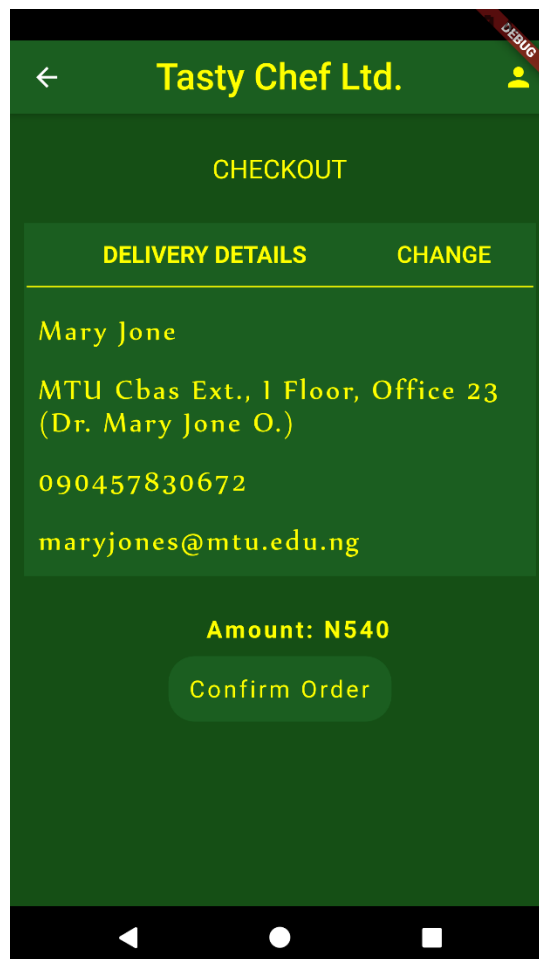 DEBUG
Tasty Chef Ltd.
CHECKOUT
DELIVERY DETAILS CHANGE
Mary Jone
MTU Cbas Ext., 1 Floor, Office 23
(Dr. Mary Jone O.)
090457830672
maryjones@mtu.edu.ng
Amount: N540
Confirm Order